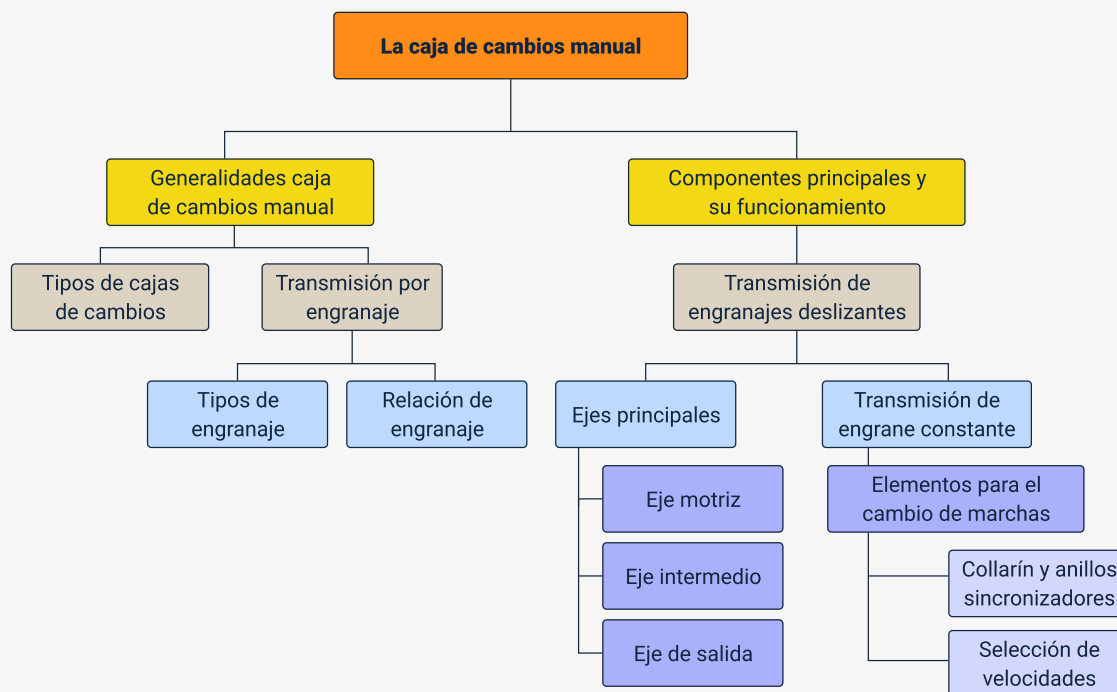 La caja de cambios manual
Generalidades caja
de cambios manual
Componentes principales y
su funcionamiento
Tipos de cajas
de cambios
Transmisión por
engranaje
Transmisión de
engranajes deslizantes
Tipos de
engranaje
Relación de
engranaje
Ejes principales
Transmisión de
engrane constante
Eje motriz
Eje intermedio
Eje de salida
Elementos para el
cambio de marchas
Collarín y anillos
sincronizadores
Selección de
velocidades